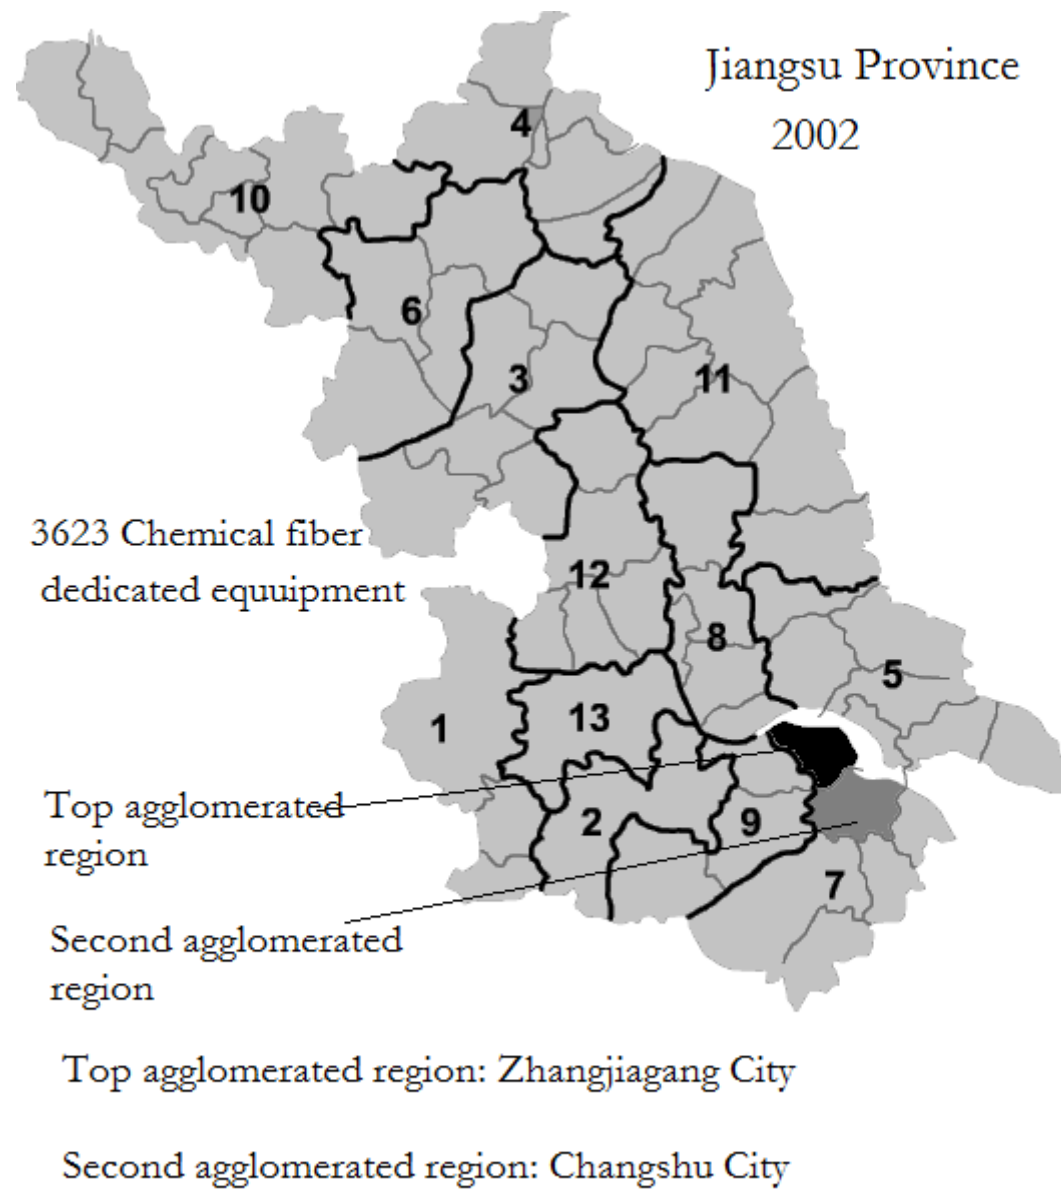 Jiangsu Province
2002
4
10
6
3
11
3623 Chemical fiber
dedicated equuipment
12
8
5
1
13
Top agglomerated
region
2
9
7
Second agglomerated
region
Top agglomerated region: Zhangjiagang City
Second agglomerated region: Changshu City